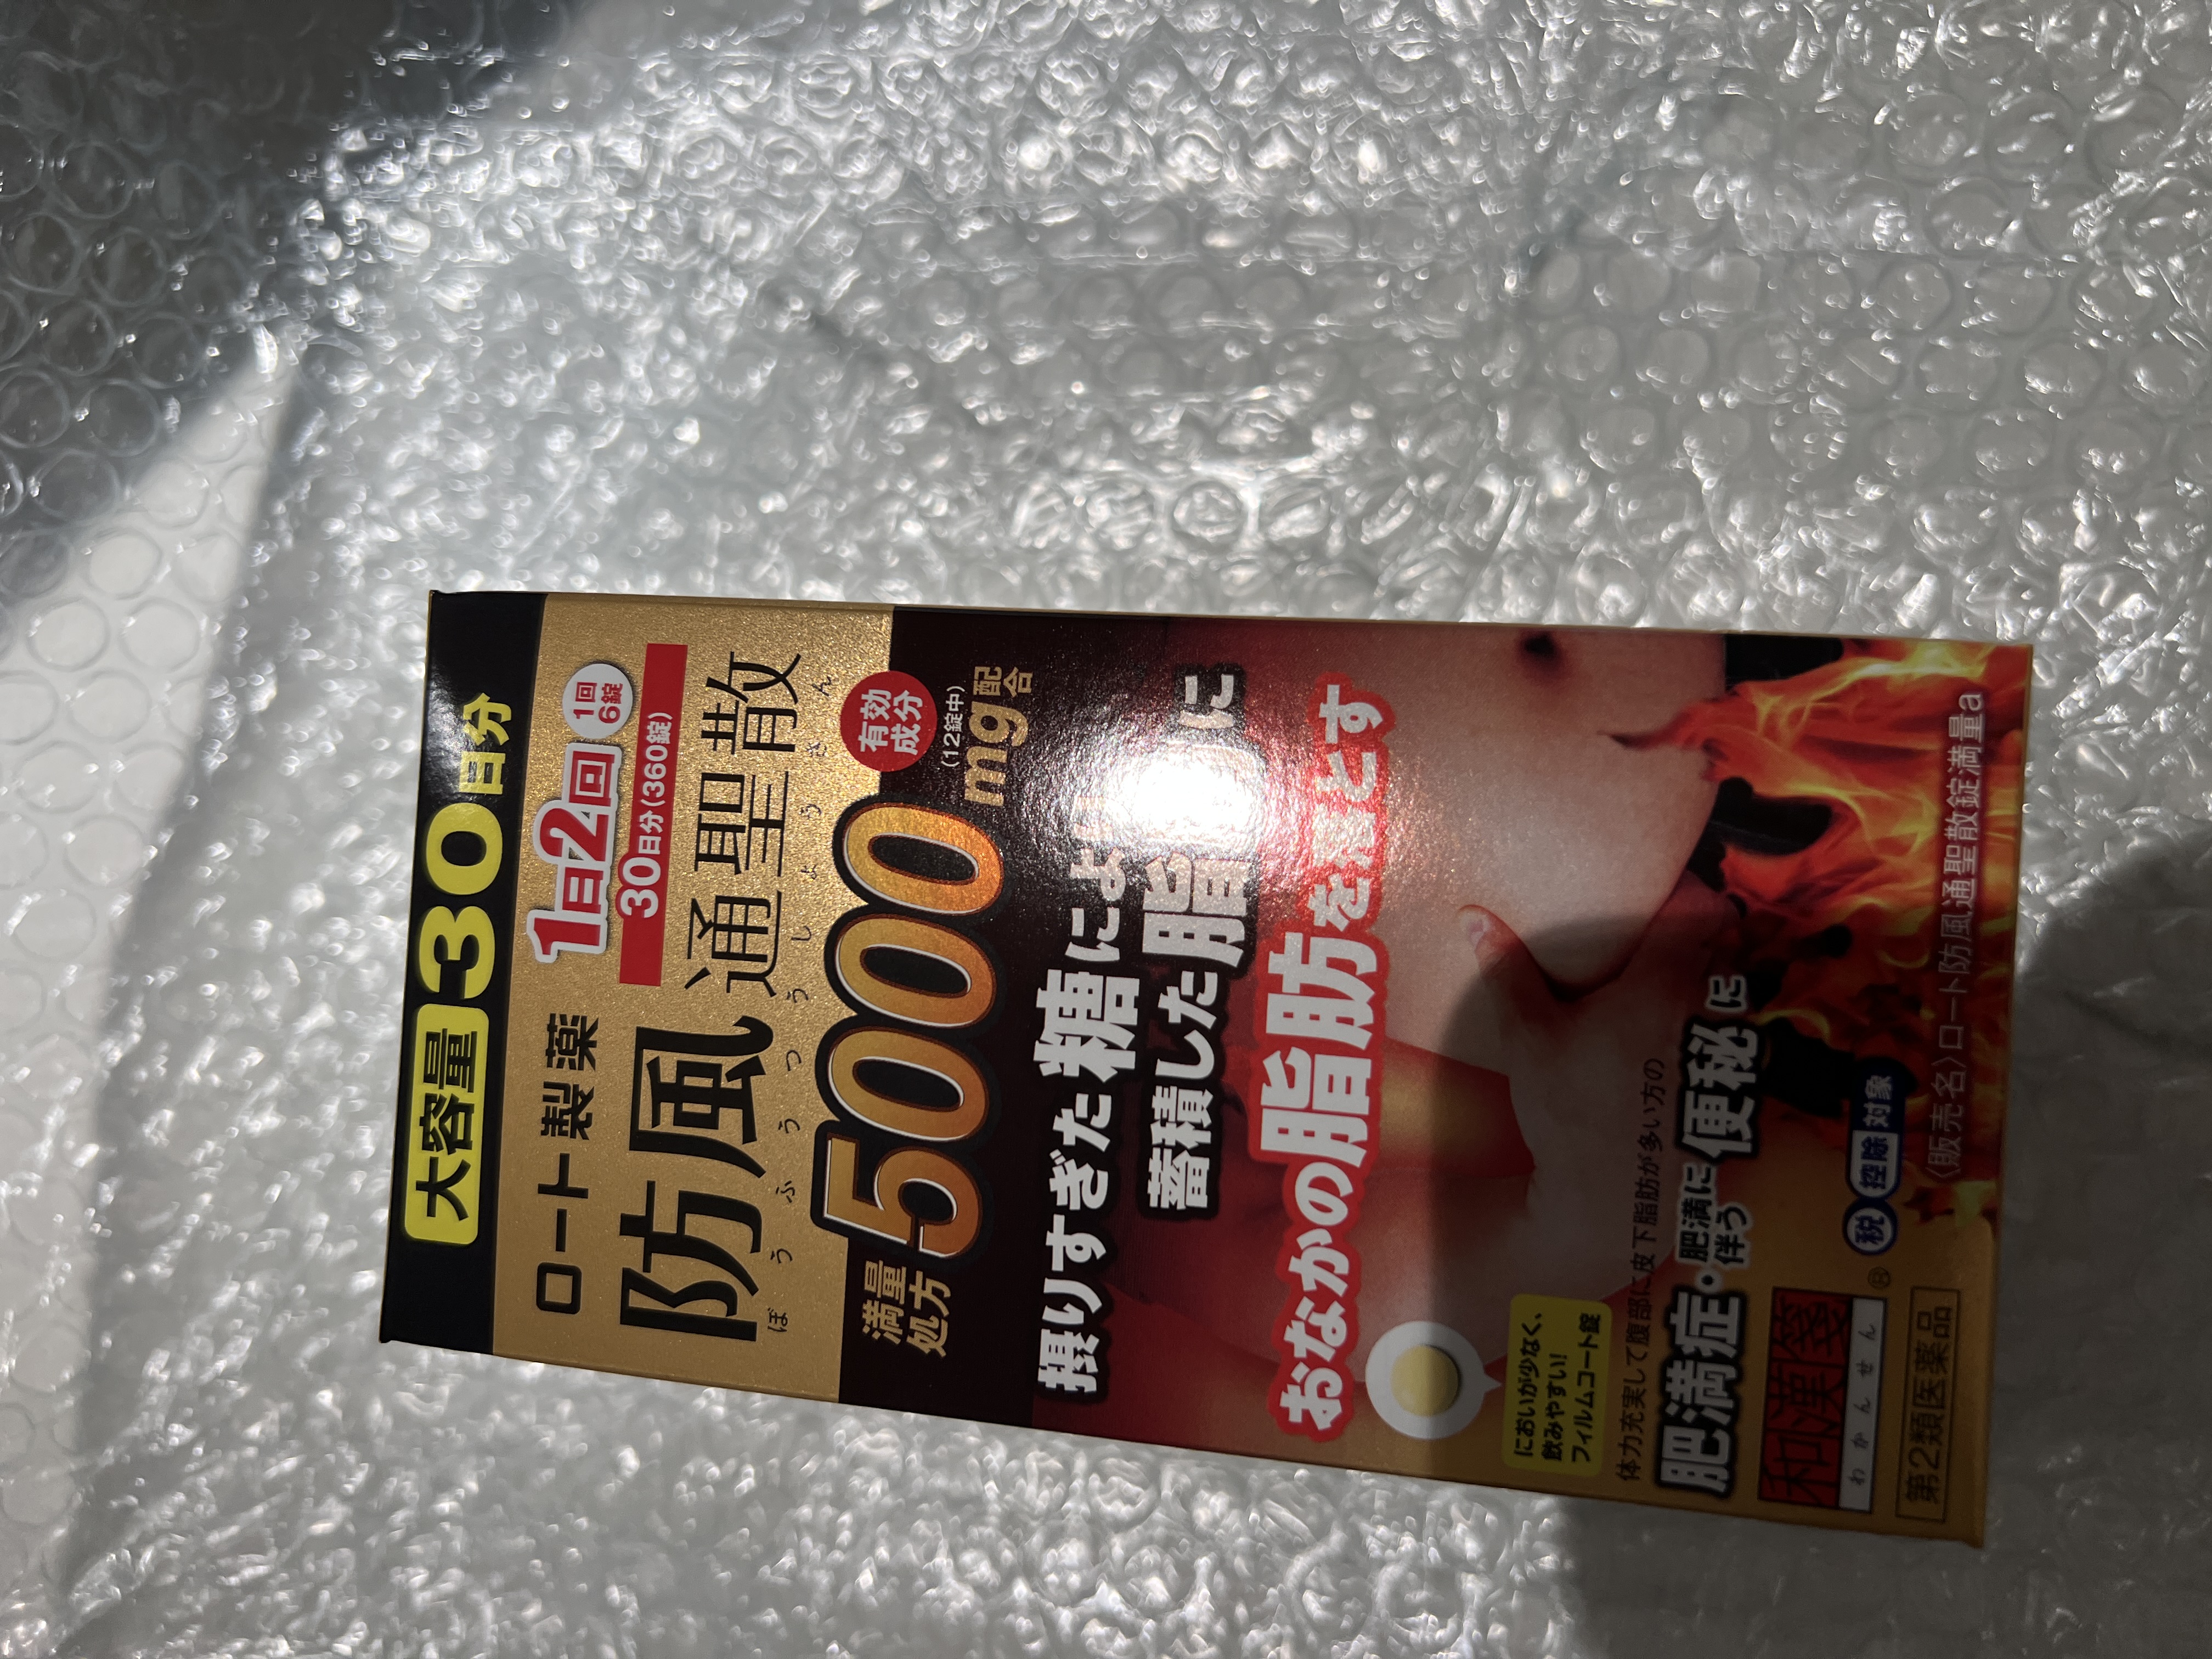 大容量30日分
ロート製薬
1日2回
1回6錠
30日分(360錠)
防風通聖散
ぼうふうつうしょうさん
満量処方
5000mg配合
有効成分
(12錠中)
摂りすぎた糖によ
蓄積した脂に
おなかの脂肪を落とす
においが少なく、
飲みやすい!
フィルムコート錠
体力充実して腹部に皮下脂肪が多い方の
肥満症・肥満に伴う便秘に
和漢箋
わかんせん
®
税控除対象
第2類医薬品
〈販売名〉ロート防風通聖散錠満量a